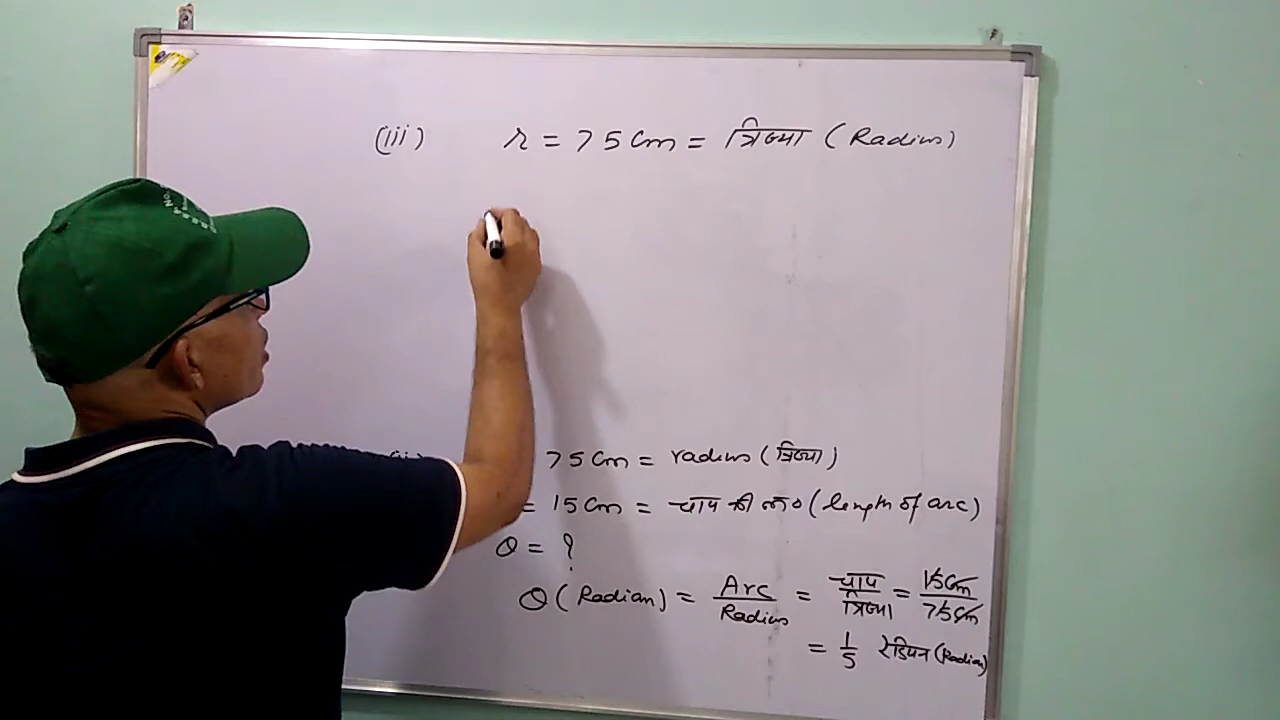 (iii) r = 75 Cm = त्रिज्या (Radius)
75 Cm = radius (त्रिज्या)
= 15 Cm = चाप की ल० (length of arc)
θ = ?
θ (Radian) = Arc/Radius = चाप/त्रिज्या = 15cm/75cm
= 1/5 रेडियन (Radian)